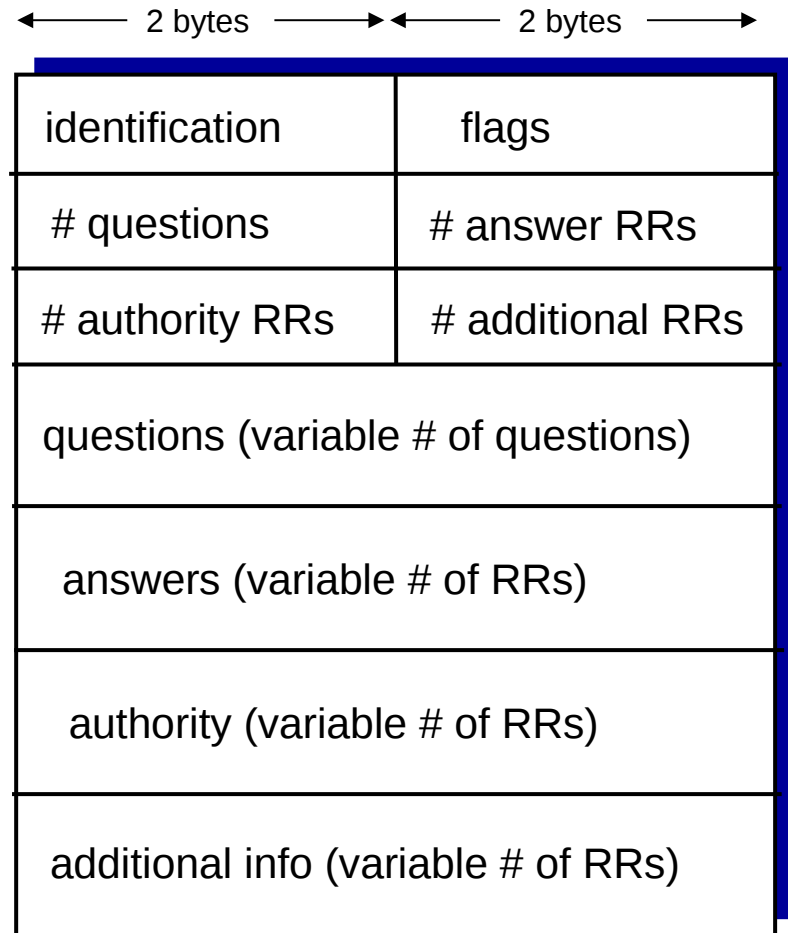 2 bytes 2 bytes
identification flags
# questions # answer RRs
# authority RRs # additional RRs
questions (variable # of questions)
answers (variable # of RRs)
authority (variable # of RRs)
additional info (variable # of RRs)